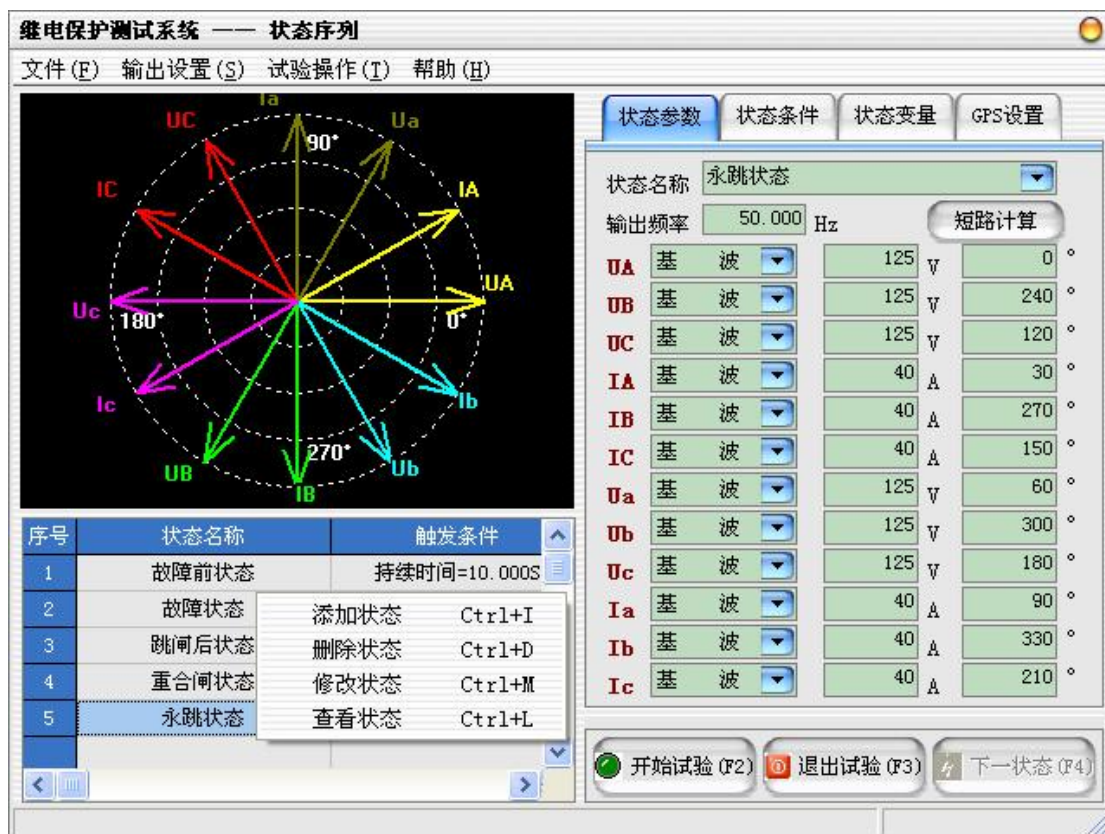 继电保护测试系统 —— 状态序列
文件(F) 输出设置(S) 试验操作(T) 帮助(H)
Ia
UC
Ua
90°
IC
IA
UA
Uc
180°
0°
Ic
Ib
UB
270°
Ub
IB
序号 状态名称 触发条件
1 故障前状态 持续时间=10.000S
2 故障状态
3 跳闸后状态
4 重合闸状态
5 永跳状态
添加状态 Ctrl+I
删除状态 Ctrl+D
修改状态 Ctrl+M
查看状态 Ctrl+L
状态参数 状态条件 状态变量 GPS设置
状态名称 永跳状态
输出频率 50.000 Hz 短路计算
UA 基 波 125 V 0 °
UB 基 波 125 V 240 °
UC 基 波 125 V 120 °
IA 基 波 40 A 30 °
IB 基 波 40 A 270 °
IC 基 波 40 A 150 °
Ua 基 波 125 V 60 °
Ub 基 波 125 V 300 °
Uc 基 波 125 V 180 °
Ia 基 波 40 A 90 °
Ib 基 波 40 A 330 °
Ic 基 波 40 A 210 °
开始试验(F2) 退出试验(F3) 下一状态(F4)